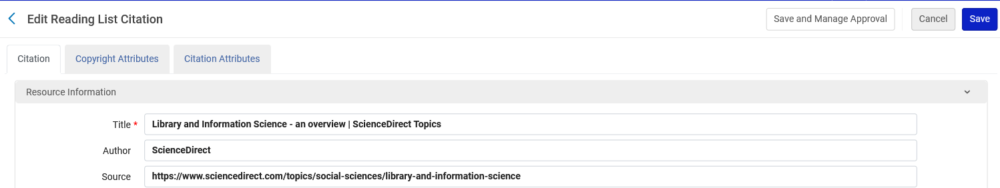 Edit Reading List Citation Save and Manage Approval Cancel Save
Citation Copyright Attributes Citation Attributes
Resource Information
Title * Library and Information Science - an overview | ScienceDirect Topics
Author ScienceDirect
Source https://www.sciencedirect.com/topics/social-sciences/library-and-information-science